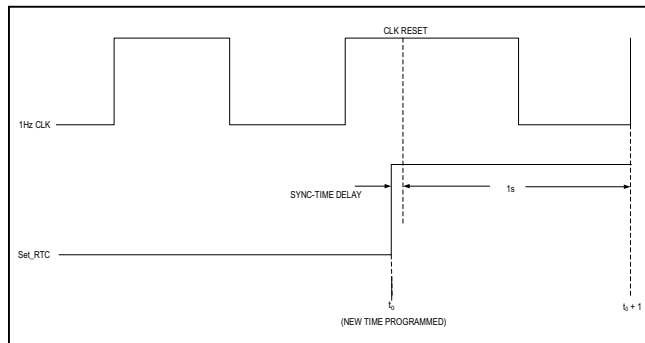 CLK RESET
1Hz CLK
SYNC-TIME DELAY
1s
Set_RTC
t₀
t₀ + 1
(NEW TIME PROGRAMMED)